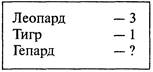 Леопард – 3
Тигр – 1
Гепард – ?